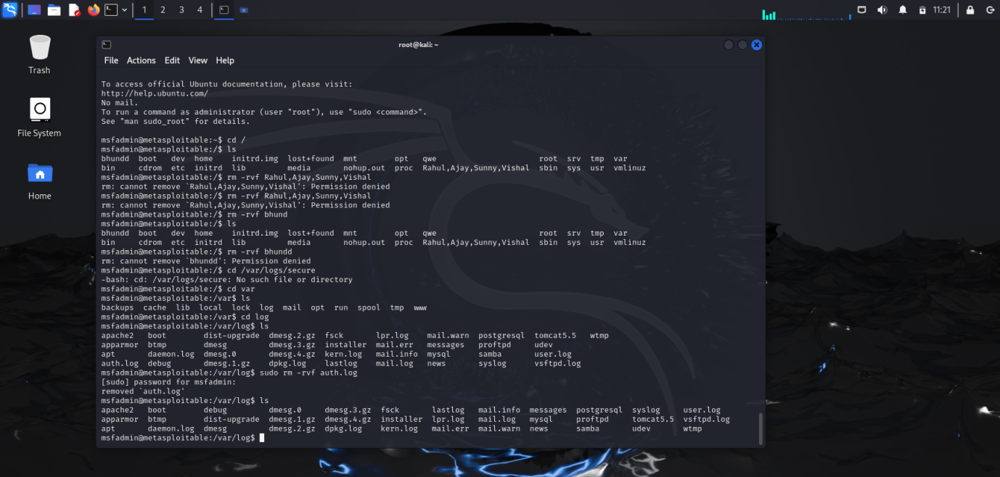 1 2 3 4 11:21
Trash
File System
Home
root@kali: ~
File Actions Edit View Help
To access official Ubuntu documentation, please visit:
http://help.ubuntu.com/
No mail.
To run a command as administrator (user "root"), use "sudo <command>".
See "man sudo_root" for details.
msfadmin@metasploitable:~$ cd /
msfadmin@metasploitable:/$ ls
bhundd boot dev home initrd.img lost+found mnt opt qwe root srv tmp var
bin cdrom etc initrd lib media nohup.out proc Rahul,Ajay,Sunny,Vishal sbin sys usr vmlinuz
msfadmin@metasploitable:/$ rm -rvf Rahul,Ajay,Sunny,Vishal
rm: cannot remove `Rahul,Ajay,Sunny,Vishal': Permission denied
msfadmin@metasploitable:/$ rm -rvf Rahul,Ajay,Sunny,Vishal
rm: cannot remove `Rahul,Ajay,Sunny,Vishal': Permission denied
msfadmin@metasploitable:/$ rm -rvf bhund
msfadmin@metasploitable:/$ ls
bhundd boot dev home initrd.img lost+found mnt opt qwe root srv tmp var
bin cdrom etc initrd lib media nohup.out proc Rahul,Ajay,Sunny,Vishal sbin sys usr vmlinuz
msfadmin@metasploitable:/$ rm -rvf bhundd
rm: cannot remove `bhundd': Permission denied
msfadmin@metasploitable:/$ cd /var/logs/secure
-bash: cd: /var/logs/secure: No such file or directory
msfadmin@metasploitable:/$ cd var
msfadmin@metasploitable:/var$ ls
backups cache lib local lock log mail opt run spool tmp www
msfadmin@metasploitable:/var$ cd log
msfadmin@metasploitable:/var/log$ ls
apache2 boot dist-upgrade dmesg.2.gz fsck lpr.log mail.warn postgresql tomcat5.5 wtmp
apparmor btmp dmesg dmesg.3.gz installer mail.err messages proftpd udev
apt daemon.log dmesg.0 dmesg.4.gz kern.log mail.info mysql samba user.log
auth.log debug dmesg.1.gz dpkg.log lastlog mail.log news syslog vsftpd.log
msfadmin@metasploitable:/var/log$ sudo rm -rvf auth.log
[sudo] password for msfadmin:
removed `auth.log'
msfadmin@metasploitable:/var/log$ ls
apache2 boot debug dmesg.0 dmesg.3.gz fsck lastlog mail.info messages postgresql syslog user.log
apparmor btmp dist-upgrade dmesg.1.gz dmesg.4.gz installer lpr.log mail.log mysql proftpd tomcat5.5 vsftpd.log
apt daemon.log dmesg dmesg.2.gz dpkg.log kern.log mail.err mail.warn news samba udev wtmp
msfadmin@metasploitable:/var/log$